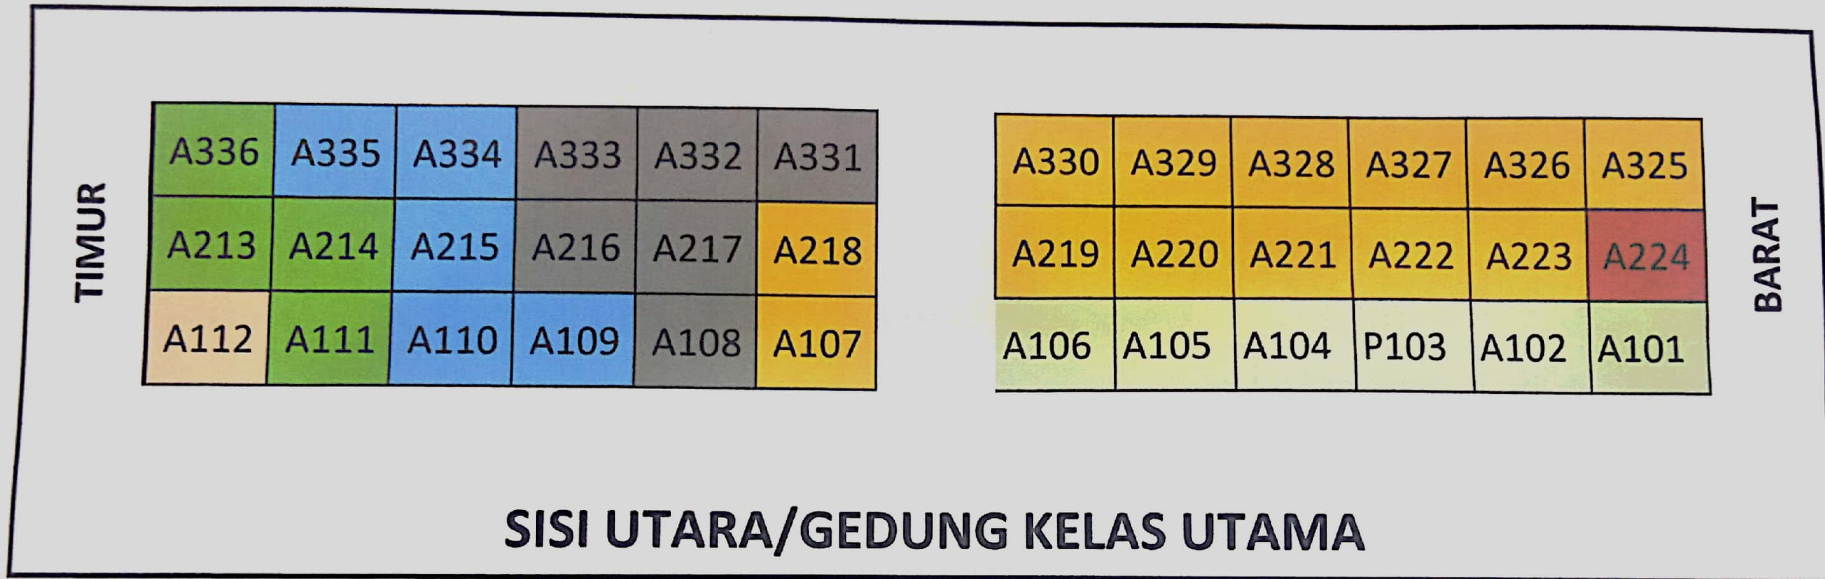 TIMUR
A336 A335 A334 A333 A332 A331
A213 A214 A215 A216 A217 A218
A112 A111 A110 A109 A108 A107
A330 A329 A328 A327 A326 A325
A219 A220 A221 A222 A223 A224
A106 A105 A104 P103 A102 A101
BARAT
SISI UTARA/GEDUNG KELAS UTAMA